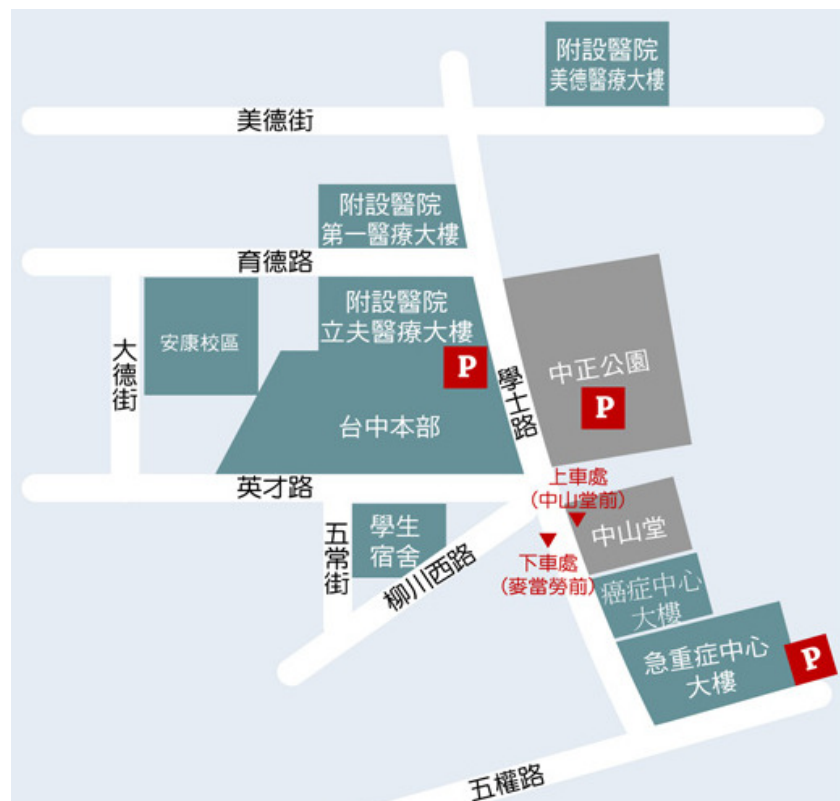 附設醫院
美德醫療大樓
美德街
附設醫院
第一醫療大樓
育德路
附設醫院
立夫醫療大樓
P
安康校區
大德街
學士路
中正公園
P
台中本部
英才路
上車處
(中山堂前)
中山堂
五常街
學生
宿舍
柳川西路
下車處
(麥當勞前)
癌症中心
大樓
急重症中心
大樓
P
五權路